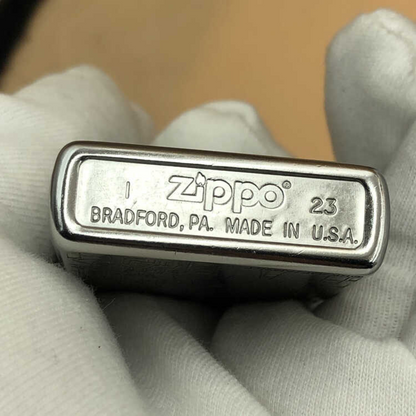 I Zippo® 23
BRADFORD, PA. MADE IN U.S.A.